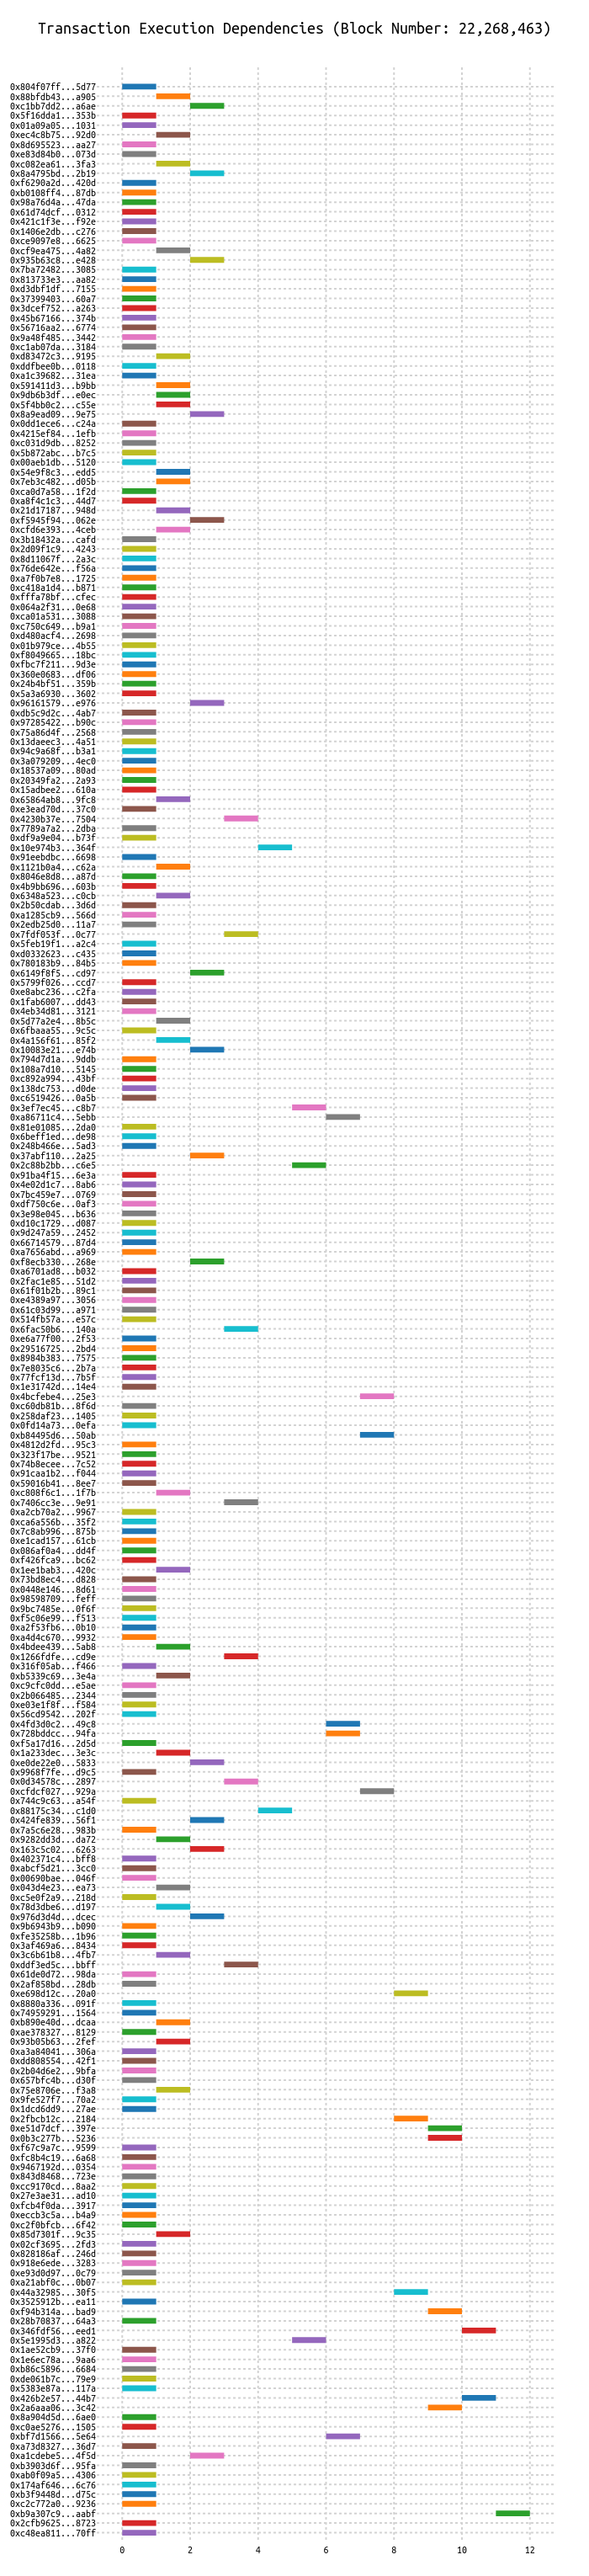 Transaction Execution Dependencies (Block Number: 22,268,463)
0x804f07ff...5d77
0x88bfdb43...a905
0xc1bb7dd2...a6ae
0x5f16dda1...353b
0x01a09a05...1031
0xec4c8b75...92d0
0x8d695523...aa27
0xe83d84b0...073d
0xc082ea61...3fa3
0x8a4795bd...2b19
0xf6290a2d...420d
0xb0108ff4...87db
0x98a76d4a...47da
0x61d74dcf...0312
0x421c1f3e...f92e
0x1406e2db...c276
0xce9097e8...6625
0xcf9ea475...4a82
0x935b63c8...e428
0x7ba72482...3085
0x813733e3...aa82
0xd3dbf1df...7155
0x37399403...60a7
0x3dcef752...a263
0x45b67166...374b
0x56716aa2...6774
0x9a48f485...3442
0xc1ab07da...3184
0xd83472c3...9195
0xddfbee0b...0118
0xa1c39682...31ea
0x591411d3...b9bb
0x9db6b3df...e0ec
0x5f4bb0c2...c55e
0x8a9ead09...9e75
0x0dd1ece6...c24a
0x4215ef84...1efb
0xc031d9db...8252
0x5b872abc...b7c5
0x00aeb1db...5120
0x54e9f8c3...edd5
0x7eb3c482...d05b
0xca0d7a58...1f2d
0xa8f4c1c3...44d7
0x21d17187...948d
0xf5945f94...062e
0xcfd6e393...4ceb
0x3b18432a...cafd
0x2d09f1c9...4243
0x8d11067f...2a3c
0x76de642e...f56a
0xa7f0b7e8...1725
0xc418a1d4...b871
0xfffa78bf...cfec
0x064a2f31...0e68
0xca01a531...3088
0xc750c649...b9a1
0xd480acf4...2698
0x01b979ce...4b55
0xf8049665...18bc
0xfbc7f211...9d3e
0x360e0683...df06
0x24b4bf51...359b
0x5a3a6930...3602
0x96161579...e976
0xdb5c9d2c...4ab7
0x97285422...b90c
0x75a86d4f...2568
0x13daeec3...4a51
0x94c9a68f...b3a1
0x3a079209...4ec0
0x18537a09...80ad
0x20349fa2...2a93
0x15adbee2...610a
0x65864ab8...9fc8
0xe3ead70d...37c0
0x4230b37e...7504
0x7789a7a2...2dba
0xdf9a9e04...b73f
0x10e974b3...364f
0x91eebdbc...6698
0x1121b0a4...c62a
0x8046e8d8...a87d
0x4b9bb696...603b
0x6348a523...c0cb
0x2b50cdab...3d6d
0xa1285cb9...566d
0x2edb25d0...11a7
0x7fdf053f...0c77
0x5feb19f1...a2c4
0xd0332623...c435
0x780183b9...84b5
0x6149f8f5...cd97
0x5799f026...ccd7
0xe8abc236...c2fa
0x1fab6007...dd43
0x4eb34d81...3121
0x5d77a2e4...8b5c
0x6fbaaa55...9c5c
0x4a156f61...85f2
0x10083e21...e74b
0x794d7d1a...9ddb
0x108a7d10...5145
0xc892a994...43bf
0x138dc753...d0de
0xc6519426...0a5b
0x3ef7ec45...c8b7
0xa86711c4...5ebb
0x81e01085...2da0
0x6beff1ed...de98
0x248b466e...5ad3
0x37abf110...2a25
0x2c88b2bb...c6e5
0x91ba4f15...6e3a
0x4e02d1c7...8ab6
0x7bc459e7...0769
0xdf750c6e...0af3
0x3e98e045...b636
0xd10c1729...d087
0x9d247a59...2452
0x66714579...87d4
0xa7656abd...a969
0xf8ecb330...268e
0xa6701ad8...b032
0x2fac1e85...51d2
0x61f01b2b...89c1
0xe4389a97...3056
0x61c03d99...a971
0x514fb57a...e57c
0x6fac50b6...140a
0xe6a77f00...2f53
0x29516725...2bd4
0x8984b383...7575
0x7e8035c6...2b7a
0x77fcf13d...7b5f
0x1e31742d...14e4
0x4bcfebe4...25e3
0xc60db81b...8f6d
0x258daf23...1405
0x0fd14a73...0efa
0xb84495d6...50ab
0x4812d2fd...95c3
0x323f17be...9521
0x74b8ecee...7c52
0x91caa1b2...f044
0x59016b41...8ee7
0xc808f6c1...1f7b
0x7406cc3e...9e91
0xa2cb70a2...9967
0xca6a556b...35f2
0x7c8ab996...875b
0xe1cad157...61cb
0x086af0a4...dd4f
0xf426fca9...bc62
0x1ee1bab3...420c
0x73bd8ec4...d828
0x0448e146...8d61
0x98598709...feff
0x9bc7485e...0f6f
0xf5c06e99...f513
0xa2f53fb6...0b10
0xa4d4c670...9932
0x4bdee439...5ab8
0x1266fdfe...cd9e
0x316f05ab...f466
0xb5339c69...3e4a
0xc9cfc0dd...e5ae
0x2b066485...2344
0xe03e1f8f...f584
0x56cd9542...202f
0x4fd3d0c2...49c8
0x728bddcc...94fa
0xf5a17d16...2d5d
0x1a233dec...3e3c
0xe0de22e0...5833
0x9968f7fe...d9c5
0x0d34578c...2897
0xcfdcf027...929a
0x744c9c63...a54f
0x88175c34...c1d0
0x424fe839...56f1
0x7a5c6e28...983b
0x9282dd3d...da72
0x163c5c02...6263
0x402371c4...bff8
0xabcf5d21...3cc0
0x00690bae...046f
0x043d4e23...ea73
0xc5e0f2a9...218d
0x78d3dbe6...d197
0x976d3d4d...dcec
0x9b6943b9...b090
0xfe35258b...1b96
0x3af469a6...8434
0x3c6b61b8...4fb7
0xddf3ed5c...bbff
0x61de0d72...98da
0x2af858bd...28db
0xe698d12c...20a0
0x8880a336...091f
0x74959291...1564
0xb890e40d...dcaa
0xae378327...8129
0x93b05b63...2fef
0xa3a84041...306a
0xdd808554...42f1
0x2b04d6e2...9bfa
0x657bfc4b...d30f
0x75e8706e...f3a8
0x9fe527f7...70a2
0x1dcd6dd9...27ae
0x2fbcb12c...2184
0xe51d7dcf...397e
0x0b3c277b...5236
0xf67c9a7c...9599
0xfc8b4c19...6a68
0x9467192d...0354
0x843d8468...723e
0xcc9170cd...8aa2
0x27e3ae31...ad10
0xfcb4f0da...3917
0xeccb3c5a...b4a9
0xc2f0bfcb...6f42
0x85d7301f...9c35
0x02cf3695...2fd3
0x828186af...246d
0x918e6ede...3283
0xe93d0d97...0c79
0xa21abf0c...0b07
0x44a32985...30f5
0x3525912b...ea11
0xf94b314a...bad9
0x28b70837...64a3
0x346fdf56...eed1
0x5e1995d3...a822
0x1ae52cb9...37f0
0x1e6ec78a...9aa6
0xb86c5896...6684
0xde061b7c...79e9
0x5383e87a...117a
0x426b2e57...44b7
0x2a6aaa06...3c42
0x8a904d5d...6ae0
0xc0ae5276...1505
0xbf7d1566...5e64
0xa73d8327...36d7
0xa1cdebe5...4f5d
0xb3903d6f...95fa
0xab0f09a5...4306
0x174af646...6c76
0xb3f9448d...d75c
0xc2c772a0...9236
0xb9a307c9...aabf
0x2cfb9625...8723
0xc48ea811...70ff
0 2 4 6 8 10 12